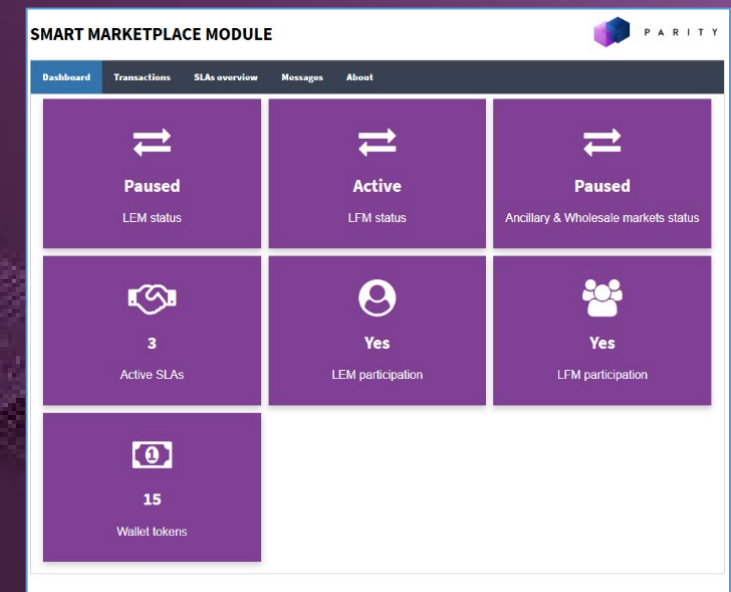 SMART MARKETPLACE MODULE
PARITY
Dashboard Transactions SLAs overview Messages About
Paused
LEM status
Active
LFM status
Paused
Ancillary & Wholesale markets status
3
Active SLAs
Yes
LEM participation
Yes
LFM participation
1
15
Wallet tokens